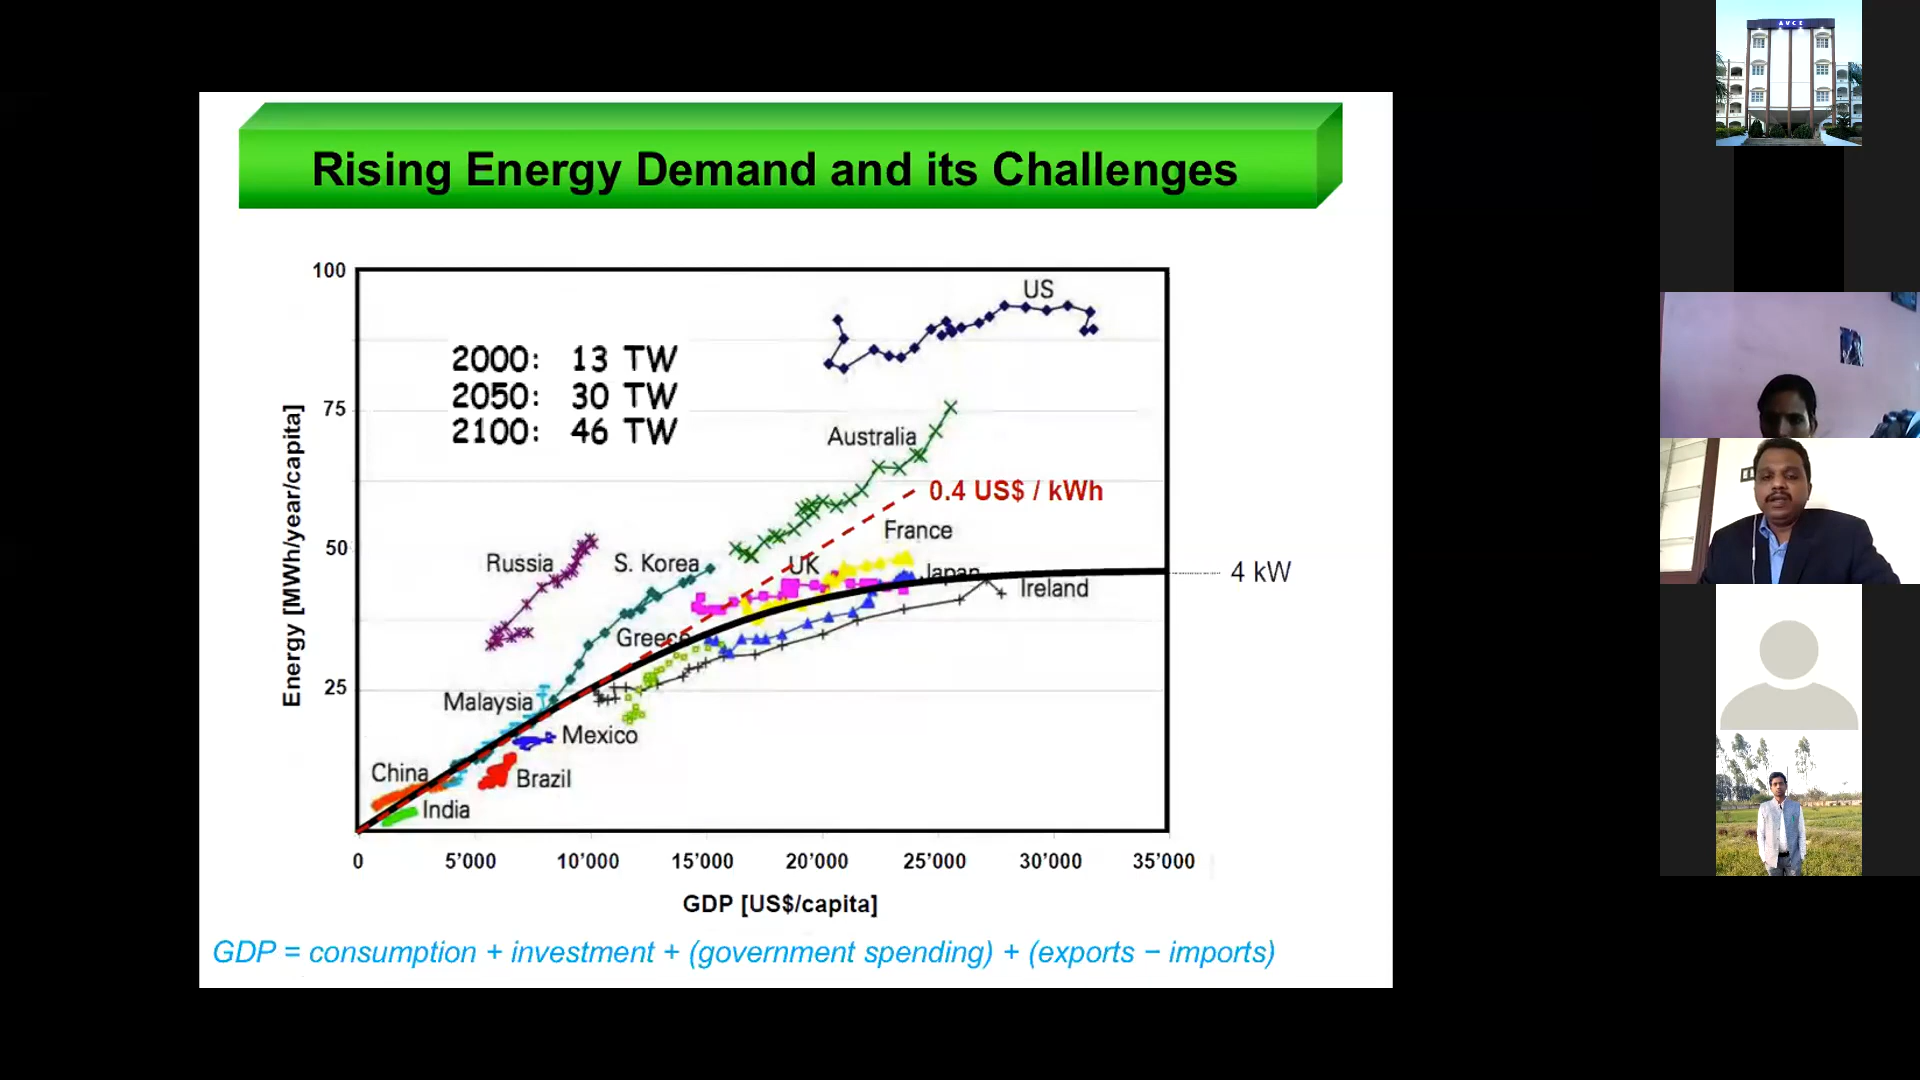 AVCE
Rising Energy Demand and its Challenges
100
75
50
25
Energy [MWh/year/capita]
2000: 13 TW
2050: 30 TW
2100: 46 TW
US
Australia
0.4 US$ / kWh
France
Russia
S. Korea
UK
Japan
4 kW
Ireland
Greece
Malaysia
Mexico
China
Brazil
India
0 5’000 10’000 15’000 20’000 25’000 30’000 35’000
GDP [US$/capita]
GDP = consumption + investment + (government spending) + (exports − imports)